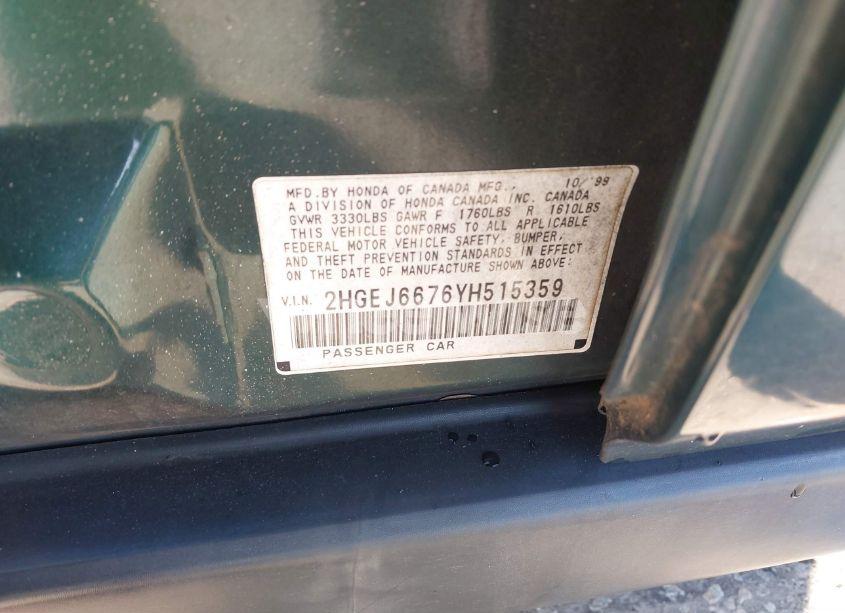 MFD.BY HONDA OF CANADA MFG., 10/'99
A DIVISION OF HONDA CANADA INC. CANADA
GVWR 3330LBS GAWR F 1760LBS R 1610LBS
THIS VEHICLE CONFORMS TO ALL APPLICABLE
FEDERAL MOTOR VEHICLE SAFETY, BUMPER,
AND THEFT PREVENTION STANDARDS IN EFFECT
ON THE DATE OF MANUFACTURE SHOWN ABOVE:
V.I.N. 2HGEJ6676YH515359
PASSENGER CAR